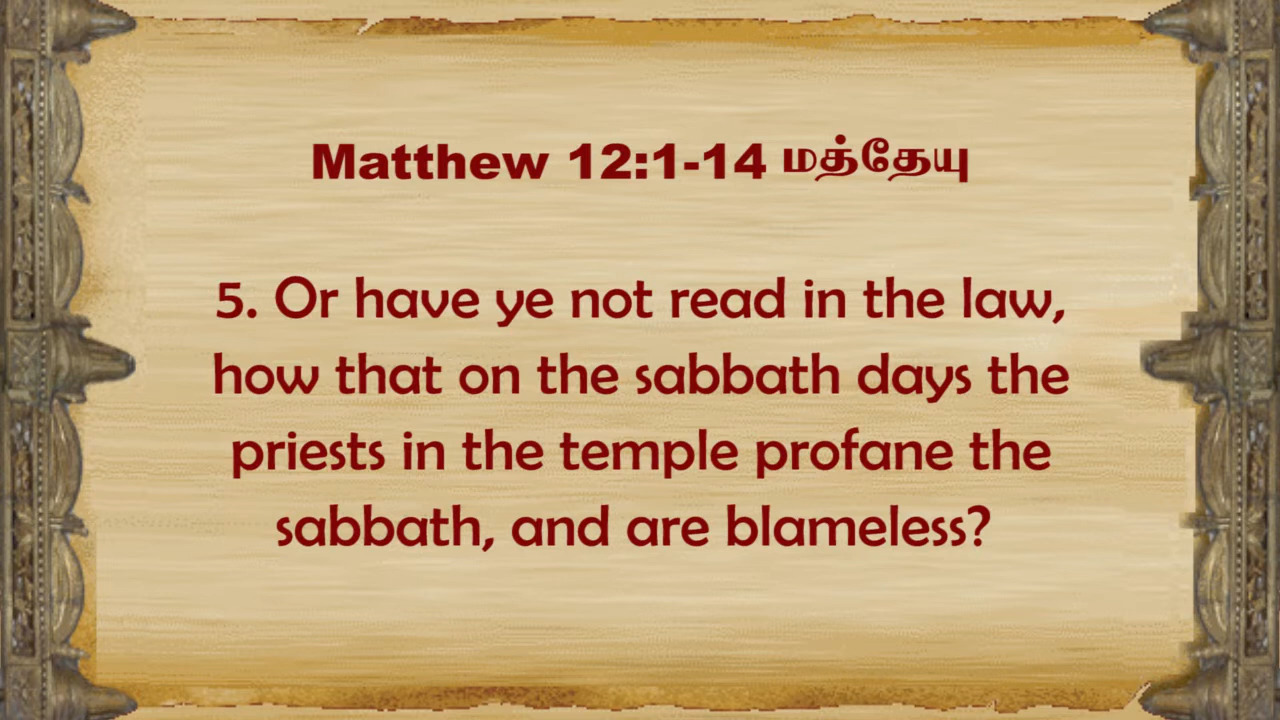 Matthew 12:1-14 மத்தேயு
5. Or have ye not read in the law,
how that on the sabbath days the
priests in the temple profane the
sabbath, and are blameless?